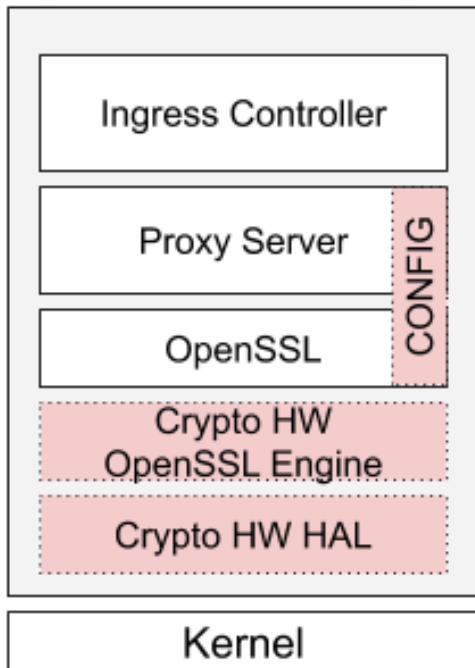 Ingress Controller
Proxy Server
CONFIG
OpenSSL
Crypto HW
OpenSSL Engine
Crypto HW HAL
Kernel